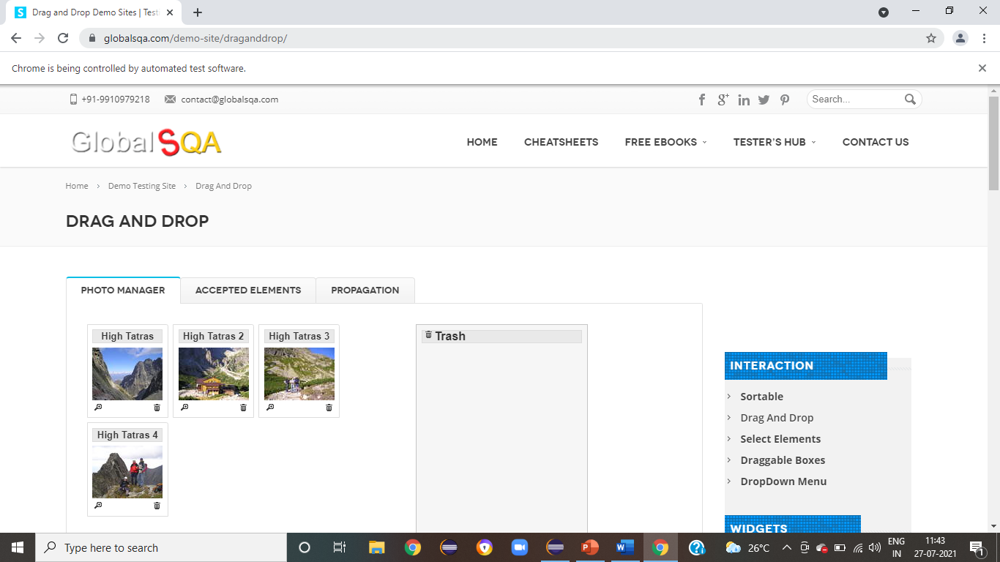 Drag and Drop Demo Sites | Test
globalsqa.com/demo-site/draganddrop/
Chrome is being controlled by automated test software.
+91-9910979218 contact@globalsqa.com Search...
GlobalSQA
HOME CHEATSHEETS FREE EBOOKS TESTER'S HUB CONTACT US
Home > Demo Testing Site > Drag And Drop
DRAG AND DROP
PHOTO MANAGER ACCEPTED ELEMENTS PROPAGATION
High Tatras High Tatras 2 High Tatras 3
High Tatras 4
Trash
INTERACTION
Sortable
Drag And Drop
Select Elements
Draggable Boxes
DropDown Menu
WIDGETS
Type here to search
26°C
ENG
IN
11:43
27-07-2021
1